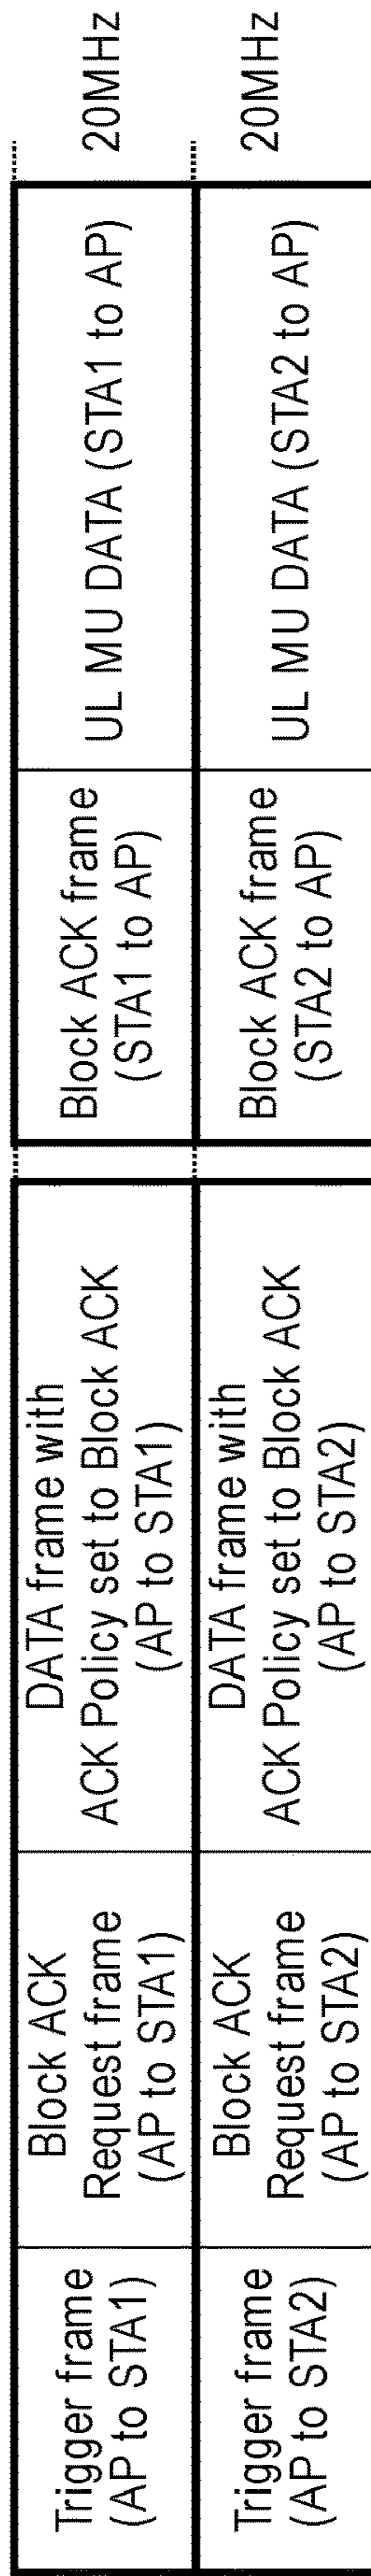 Trigger frame
(AP to STA1)
Block ACK
Request frame
(AP to STA1)
DATA frame with
ACK Policy set to Block ACK
(AP to STA1)
Block ACK frame
(STA1 to AP)
UL MU DATA (STA1 to AP)
20MHz
Trigger frame
(AP to STA2)
Block ACK
Request frame
(AP to STA2)
DATA frame with
ACK Policy set to Block ACK
(AP to STA2)
Block ACK frame
(STA2 to AP)
UL MU DATA (STA2 to AP)
20MHz